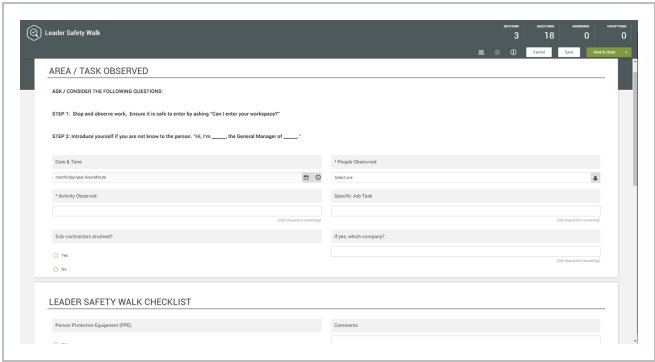 Leader Safety Walk
SECTIONS QUESTIONS ANSWERED EXCEPTIONS
3 18 0 0
Cancel Save Save & close
AREA / TASK OBSERVED
ASK / CONSIDER THE FOLLOWING QUESTIONS:
STEP 1: Stop and observe work, Ensure it is safe to enter by asking "Can I enter your workspace?"
STEP 2: Introduce yourself if you are not know to the person. "Hi, I'm _____, the General Manager of _____."
Date & Time * People Observed
month/day/year Hour:Minute Select one
* Activity Observed Specific Job Task
(250 characters remaining) (250 characters remaining)
Sub-contractors involved? If yes, which company?
Yes
(250 characters remaining)
No
LEADER SAFETY WALK CHECKLIST
Person Protective Equipment (PPE) Comments